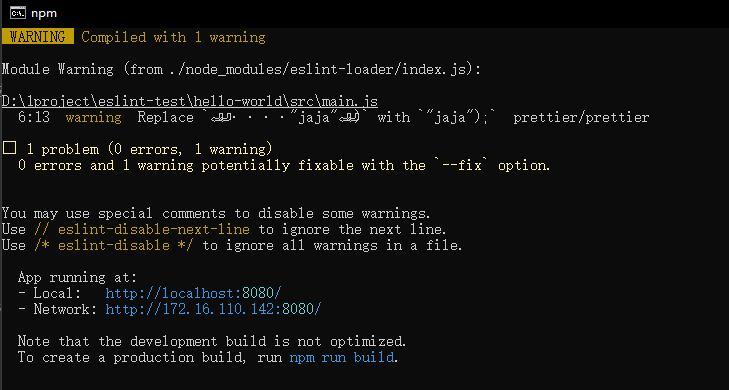 npm
WARNING Compiled with 1 warning
Module Warning (from ./node_modules/eslint-loader/index.js):
D:\1project\eslint-test\hello-world\src\main.js
6:13 warning Replace `⏎····"jaja"⏎)` with `"jaja");` prettier/prettier
□ 1 problem (0 errors, 1 warning)
0 errors and 1 warning potentially fixable with the `--fix` option.
You may use special comments to disable some warnings.
Use // eslint-disable-next-line to ignore the next line.
Use /* eslint-disable */ to ignore all warnings in a file.
App running at:
- Local: http://localhost:8080/
- Network: http://172.16.110.142:8080/
Note that the development build is not optimized.
To create a production build, run npm run build.